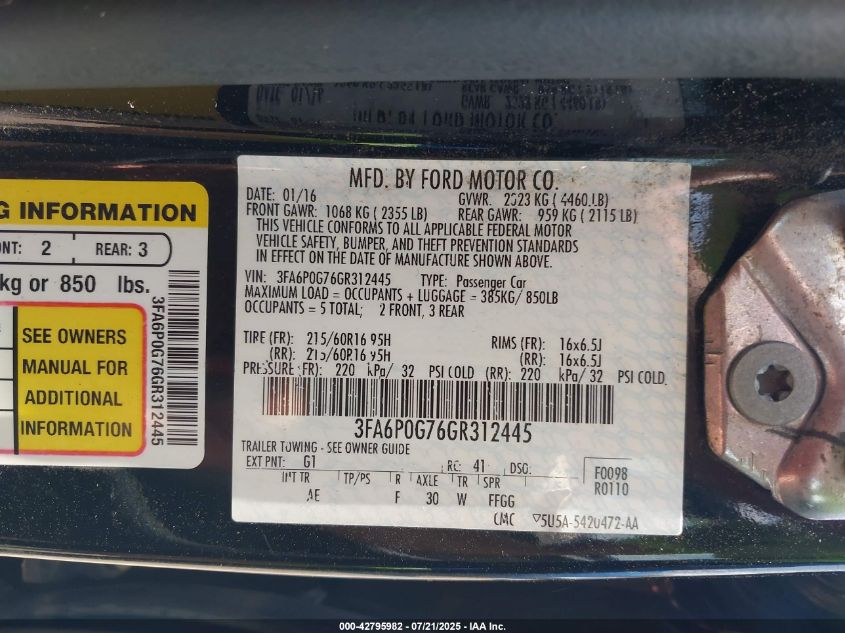 G INFORMATION
NT: 2 REAR: 3
kg or 850 lbs.
SEE OWNERS
MANUAL FOR
ADDITIONAL
INFORMATION
3FA6P0G76GR312445
MFD. BY FORD MOTOR CO.
DATE: 01/16 GVWR: 2023 KG ( 4460 LB)
FRONT GAWR: 1068 KG ( 2355 LB) REAR GAWR: 959 KG ( 2115 LB)
THIS VEHICLE CONFORMS TO ALL APPLICABLE FEDERAL MOTOR
VEHICLE SAFETY, BUMPER, AND THEFT PREVENTION STANDARDS
IN EFFECT ON THE DATE OF MANUFACTURE SHOWN ABOVE.
VIN: 3FA6P0G76GR312445 TYPE: Passenger Car
MAXIMUM LOAD = OCCUPANTS + LUGGAGE = 385KG/ 850LB
OCCUPANTS = 5 TOTAL; 2 FRONT, 3 REAR
TIRE (FR): 215/60R16 95H RIMS (FR): 16x6.5J
(RR): 215/60R16 95H (RR): 16x6.5J
PRESSURE(FR): 220 kPa/ 32 PSI COLD (RR): 220 kPa/ 32 PSI COLD.
3FA6P0G76GR312445
TRAILER TOWING - SEE OWNER GUIDE
EXT PNT: G1 RC: 41 DSO: F0098
INT TR TP/PS R AXLE TR SPR R0110
AE F 30 W FFGG
CMC ▽5U5A-5420472-AA
000-42795982 / 07/21/2025 - IAA Inc.